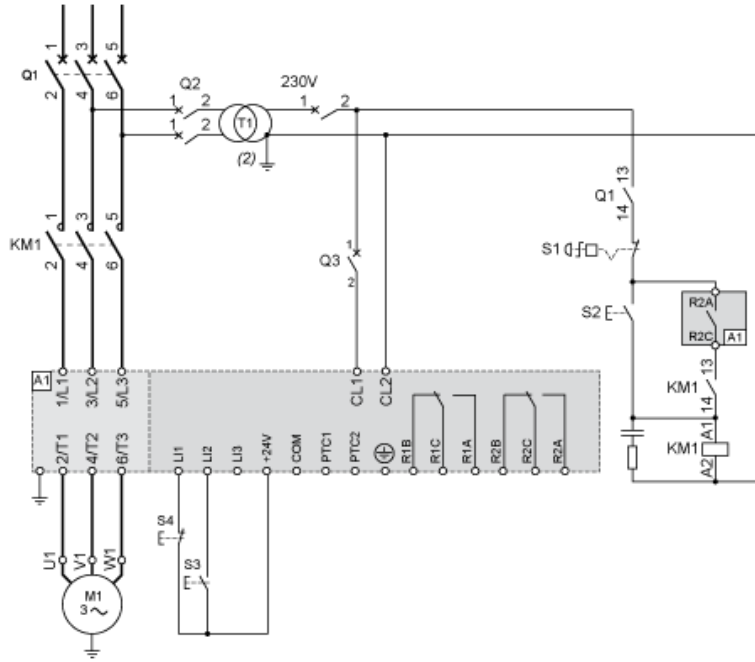 1 3 5
Q1
2 4 6
Q2
1 2
1 2
T1
(2)
230V
1 2
Q1
13
14
S1
S2
R2A
R2C
A1
13
KM1
14
A1
KM1
A2
1 3 5
KM1
2 4 6
Q3
1
2
A1
1/L1 3/L2 5/L3
CL1 CL2
2/T1 4/T2 6/T3
LI1 LI2 LI3 +24V COM PTC1 PTC2 R1B R1C R1A R2B R2C R2A
S4
S3
U1 V1 W1
M1
3 ~